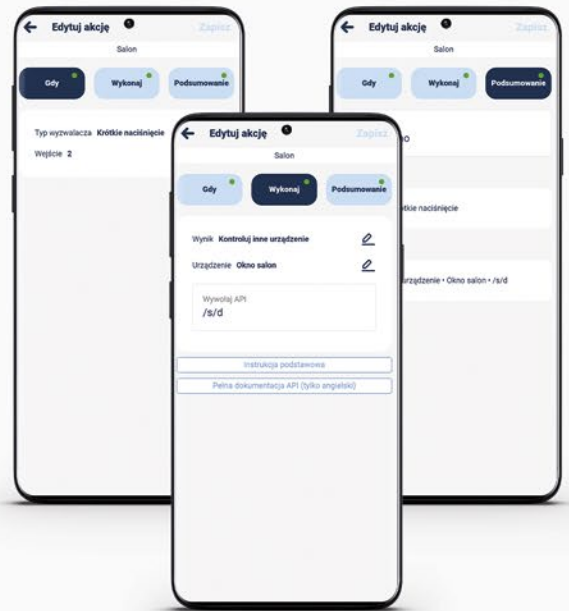 Edytuj akcję
Zapisz
Salon
Gdy
Wykonaj
Podsumowanie
Typ wyzwalacza Krótkie naciśnięcie
Wejście 2
Edytuj akcję
Zapisz
Salon
Gdy
Wykonaj
Podsumowanie
Wynik Kontroluj inne urządzenie
Urządzenie Okno salon
Wywołaj API
/s/d
Instrukcja podstawowa
Pełna dokumentacja API (tylko angielski)
Edytuj akcję
Zapisz
Salon
Gdy
Wykonaj
Podsumowanie
naciśnięcie
urządzenie • Okno salon • /s/d